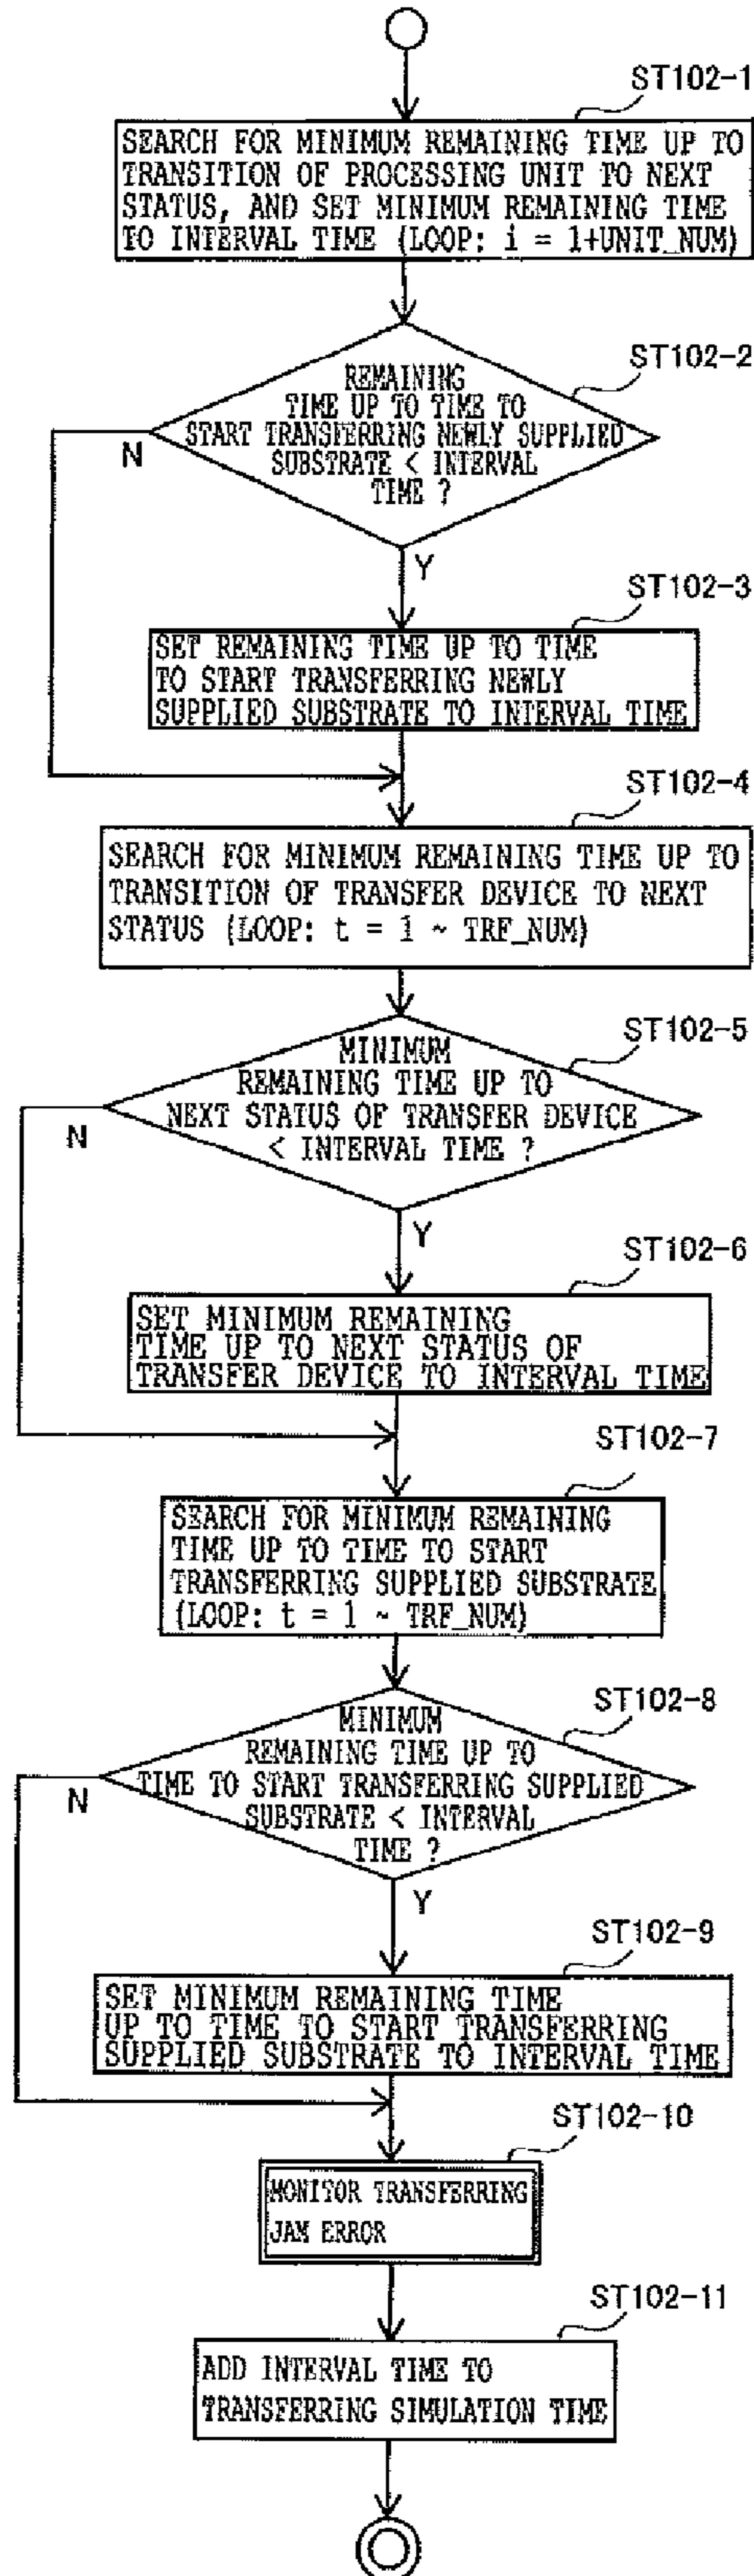 ST102-1
SEARCH FOR MINIMUM REMAINING TIME UP TO
TRANSITION OF PROCESSING UNIT TO NEXT
STATUS, AND SET MINIMUM REMAINING TIME
TO INTERVAL TIME (LOOP: i = 1+UNIT_NUM)
ST102-2
REMAINING
TIME UP TO TIME TO
START TRANSFERRING NEWLY SUPPLIED
SUBSTRATE < INTERVAL
TIME ?
N
Y
ST102-3
SET REMAINING TIME UP TO TIME
TO START TRANSFERRING NEWLY
SUPPLIED SUBSTRATE TO INTERVAL TIME
ST102-4
SEARCH FOR MINIMUM REMAINING TIME UP TO
TRANSITION OF TRANSFER DEVICE TO NEXT
STATUS (LOOP: t = 1 ~ TRF_NUM)
ST102-5
MINIMUM
REMAINING TIME UP TO
NEXT STATUS OF TRANSFER DEVICE
< INTERVAL TIME ?
N
Y
ST102-6
SET MINIMUM REMAINING
TIME UP TO NEXT STATUS OF
TRANSFER DEVICE TO INTERVAL TIME
ST102-7
SEARCH FOR MINIMUM REMAINING
TIME UP TO TIME TO START
TRANSFERRING SUPPLIED SUBSTRATE
(LOOP: t = 1 ~ TRF_NUM)
ST102-8
MINIMUM
REMAINING TIME UP TO
TIME TO START TRANSFERRING SUPPLIED
SUBSTRATE < INTERVAL
TIME ?
N
Y
ST102-9
SET MINIMUM REMAINING TIME
UP TO TIME TO START TRANSFERRING
SUPPLIED SUBSTRATE TO INTERVAL TIME
ST102-10
MONITOR TRANSFERRING
JAM ERROR
ST102-11
ADD INTERVAL TIME TO
TRANSFERRING SIMULATION TIME